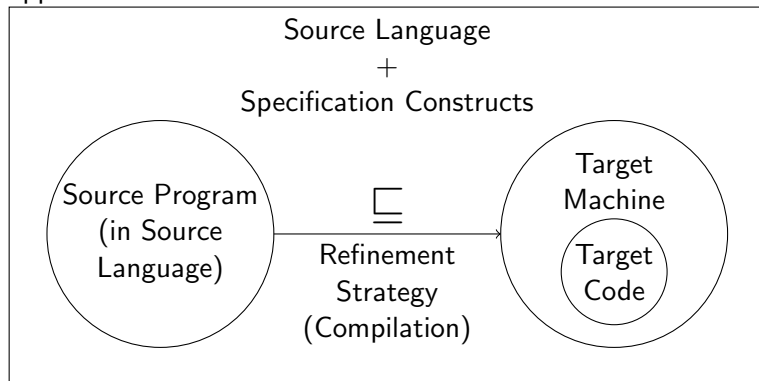 Source Language
+
Specification Constructs
Source Program
(in Source
Language)
⊑
Refinement
Strategy
(Compilation)
Target
Machine
Target
Code